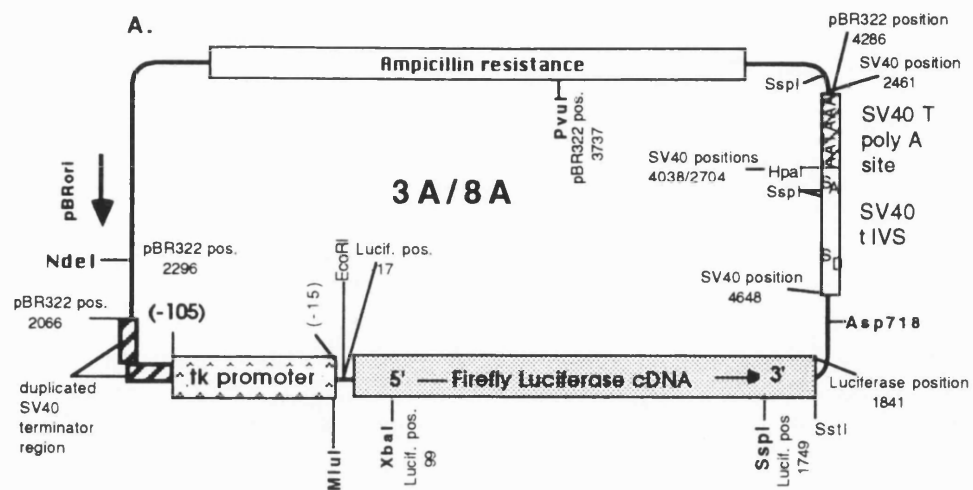 A.
pBR322 position
4286
Ampicillin resistance
SspI
SV40 position
2461
SV40 T
poly A
site
PvuI
pBR322 pos.
3737
SV40 positions
4038/2704
HpaI
SspI
SA
3A/8A
pBRori
SV40
t IVS
SD
NdeI
pBR322 pos.
2296
EcoRI
Lucif. pos.
17
SV40 position
4648
pBR322 pos.
2066
(-105)
(-15)
Asp718
tk promoter
5'
Firefly Luciferase cDNA
3'
duplicated
SV40
terminator
region
Luciferase position
1841
MluI
XbaI
Lucif. pos.
99
SspI
Lucif. pos
1749
SstI